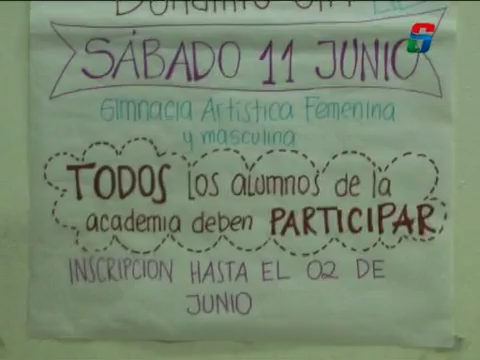 SÁBADO 11 JUNIO
Gimnacia Artística Femenina
y masculina
TODOS los alumnos de la
academia deben PARTICIPAR
INSCRIPCION HASTA EL 02 DE
JUNIO